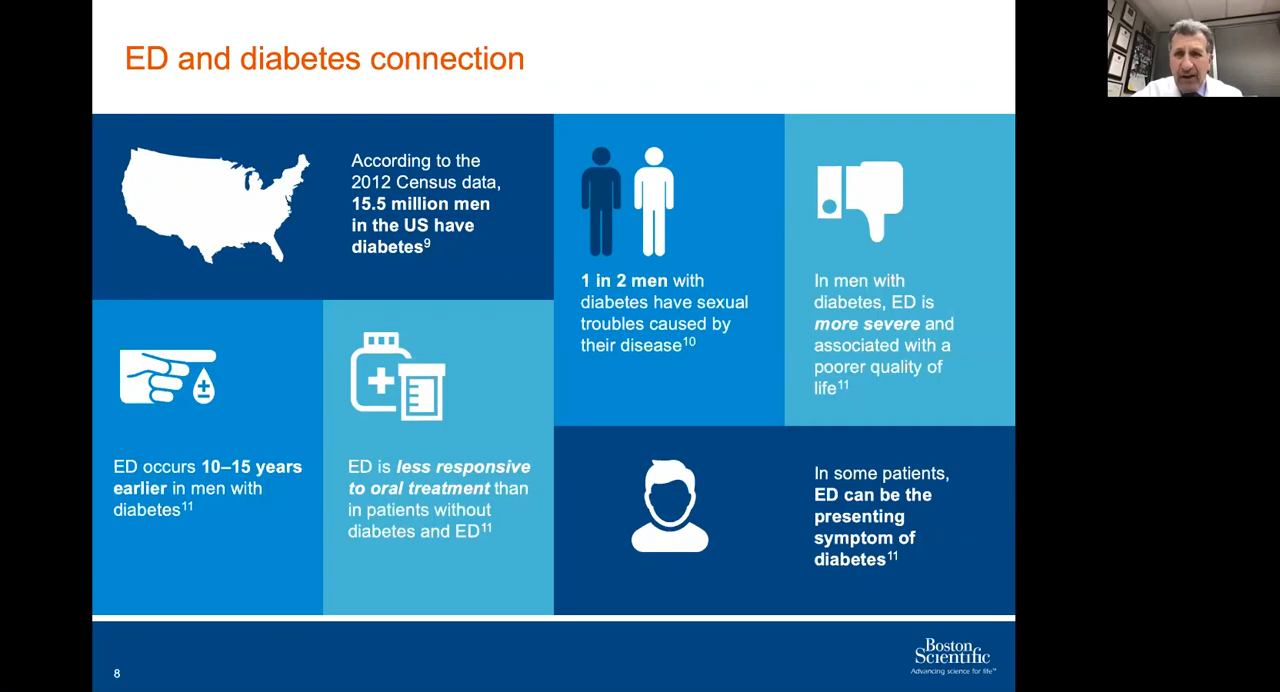 ED and diabetes connection
According to the
2012 Census data,
15.5 million men
in the US have
diabetes⁹
1 in 2 men with
diabetes have sexual
troubles caused by
their disease¹⁰
In men with
diabetes, ED is
more severe and
associated with a
poorer quality of
life¹¹
ED occurs 10–15 years
earlier in men with
diabetes¹¹
ED is less responsive
to oral treatment than
in patients without
diabetes and ED¹¹
In some patients,
ED can be the
presenting
symptom of
diabetes¹¹
8
Boston
Scientific
Advancing science for life™